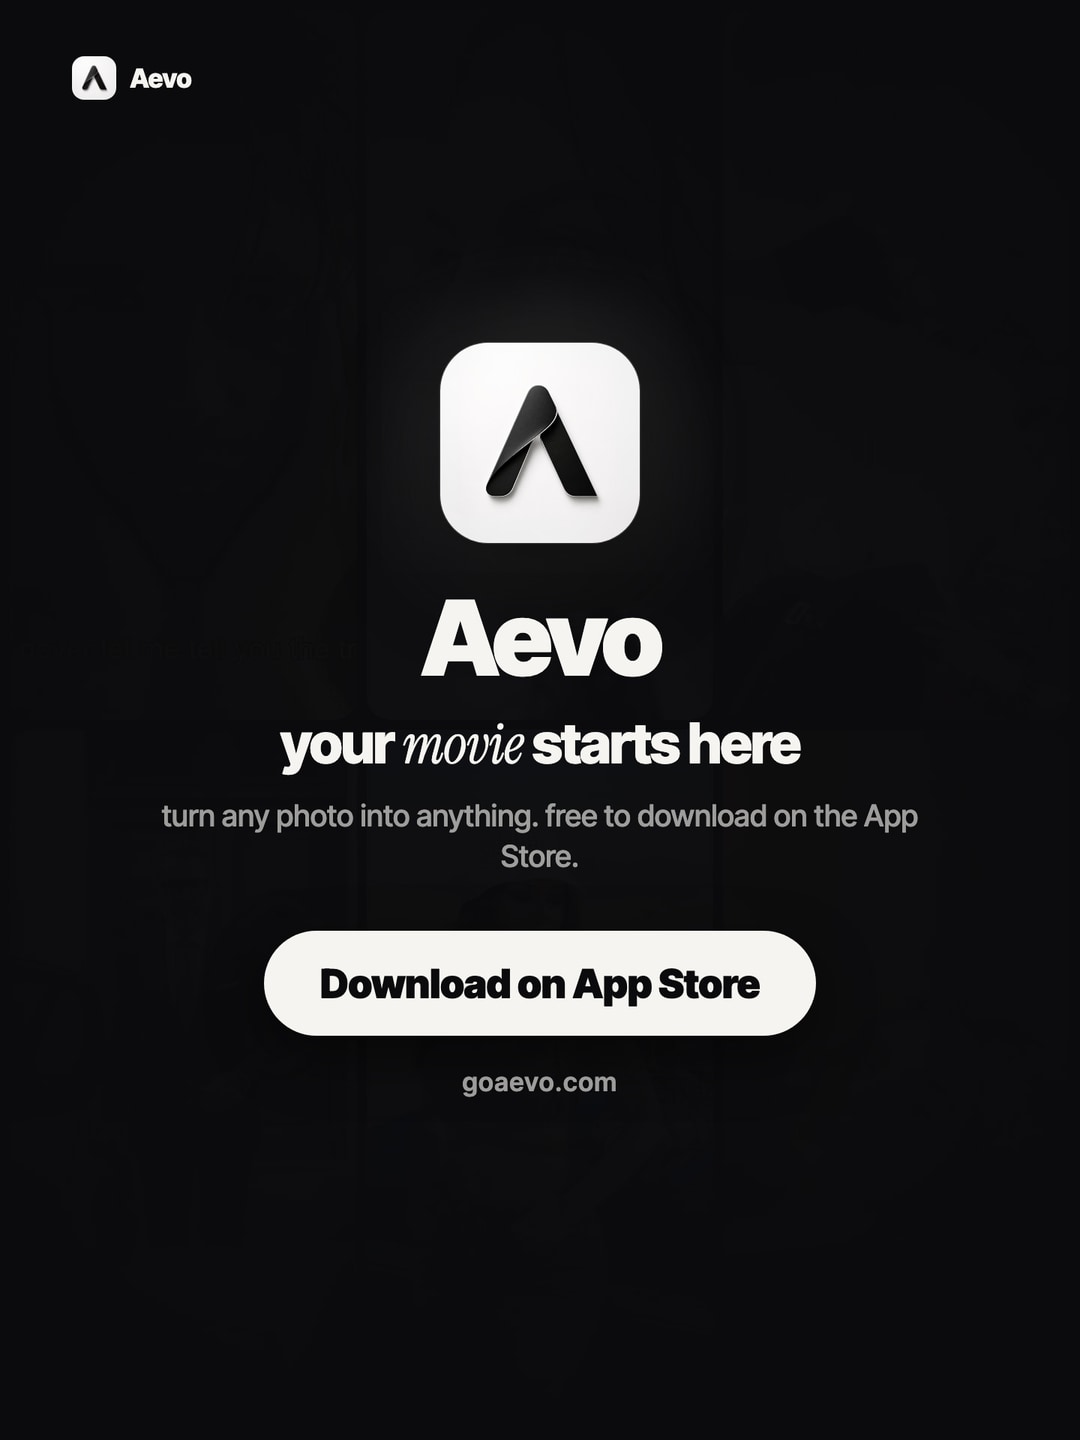 Aevo
Aevo
your movie starts here
turn any photo into anything. free to download on the App
Store.
Download on App Store
goaevo.com